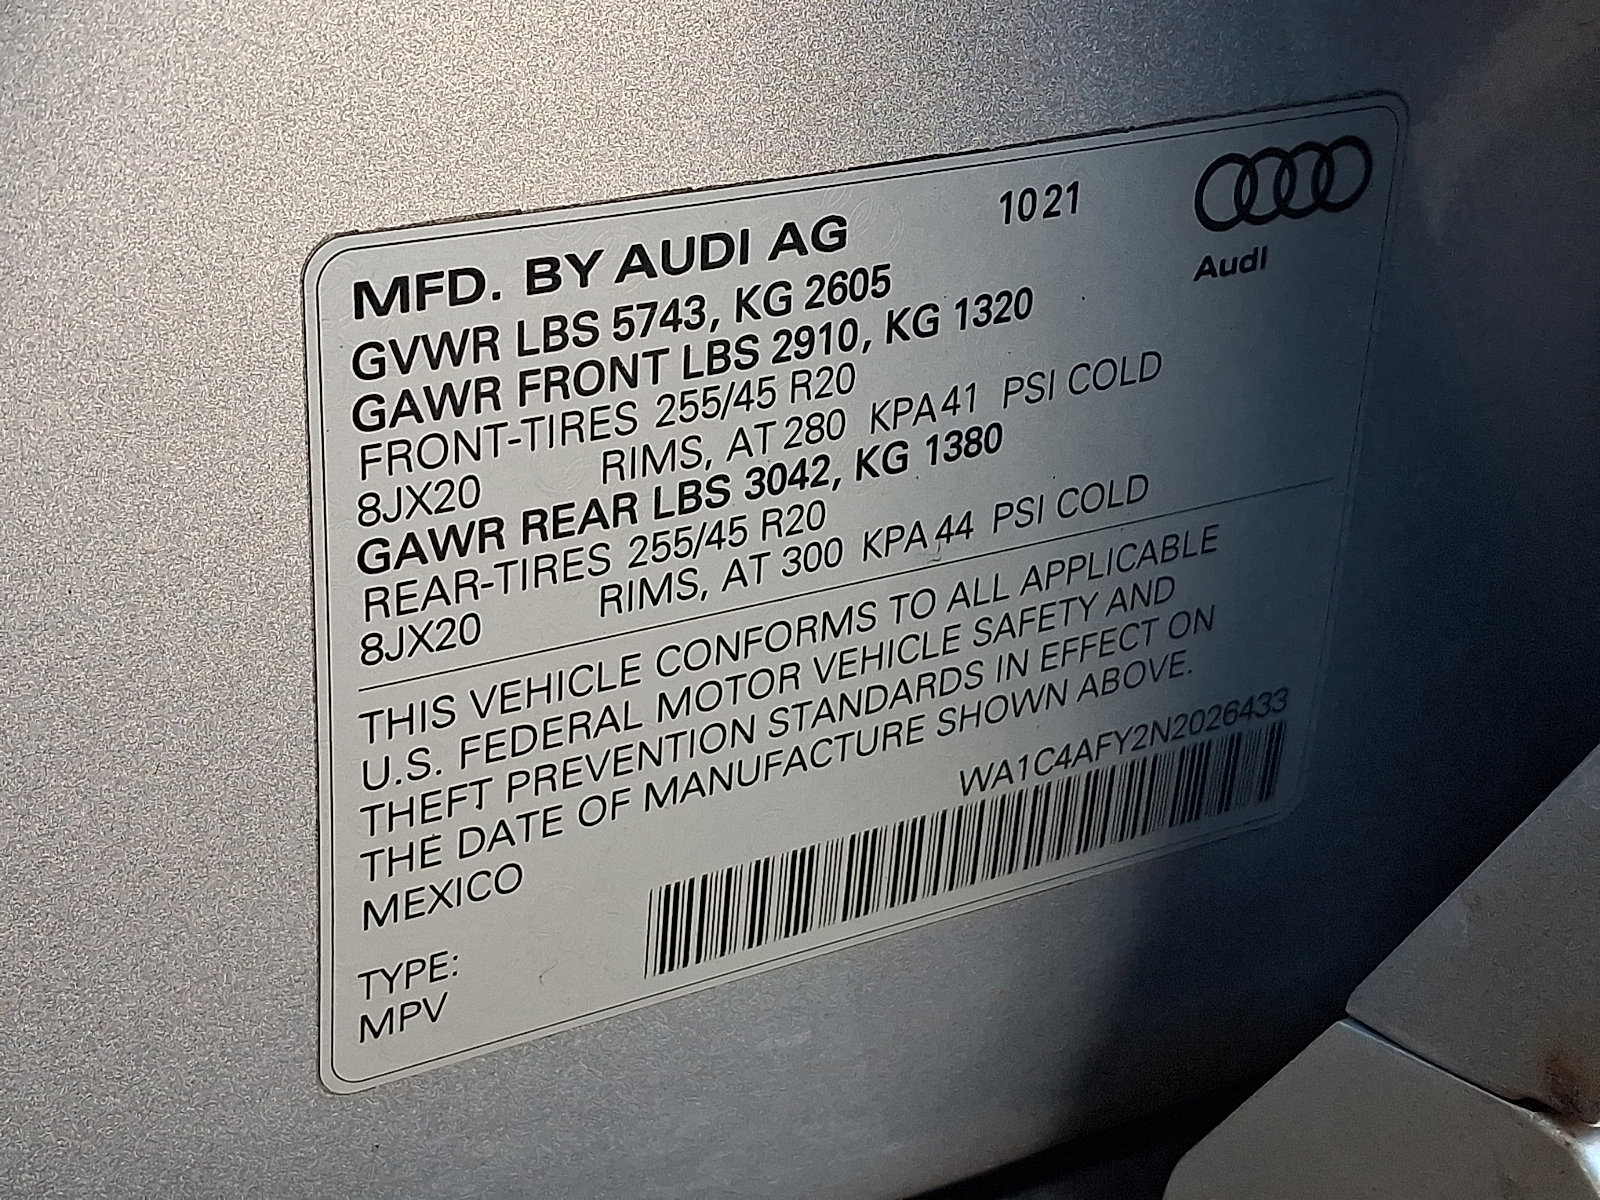 MFD. BY AUDI AG 10 21
Audi
GVWR LBS 5743, KG 2605
GAWR FRONT LBS 2910, KG 1320
FRONT-TIRES 255/45 R20
8JX20 RIMS, AT 280 KPA 41 PSI COLD
GAWR REAR LBS 3042, KG 1380
REAR-TIRES 255/45 R20
8JX20 RIMS, AT 300 KPA 44 PSI COLD
THIS VEHICLE CONFORMS TO ALL APPLICABLE
U.S. FEDERAL MOTOR VEHICLE SAFETY AND
THEFT PREVENTION STANDARDS IN EFFECT ON
THE DATE OF MANUFACTURE SHOWN ABOVE.
MEXICO WA1C4AFY2N2026433
TYPE:
MPV